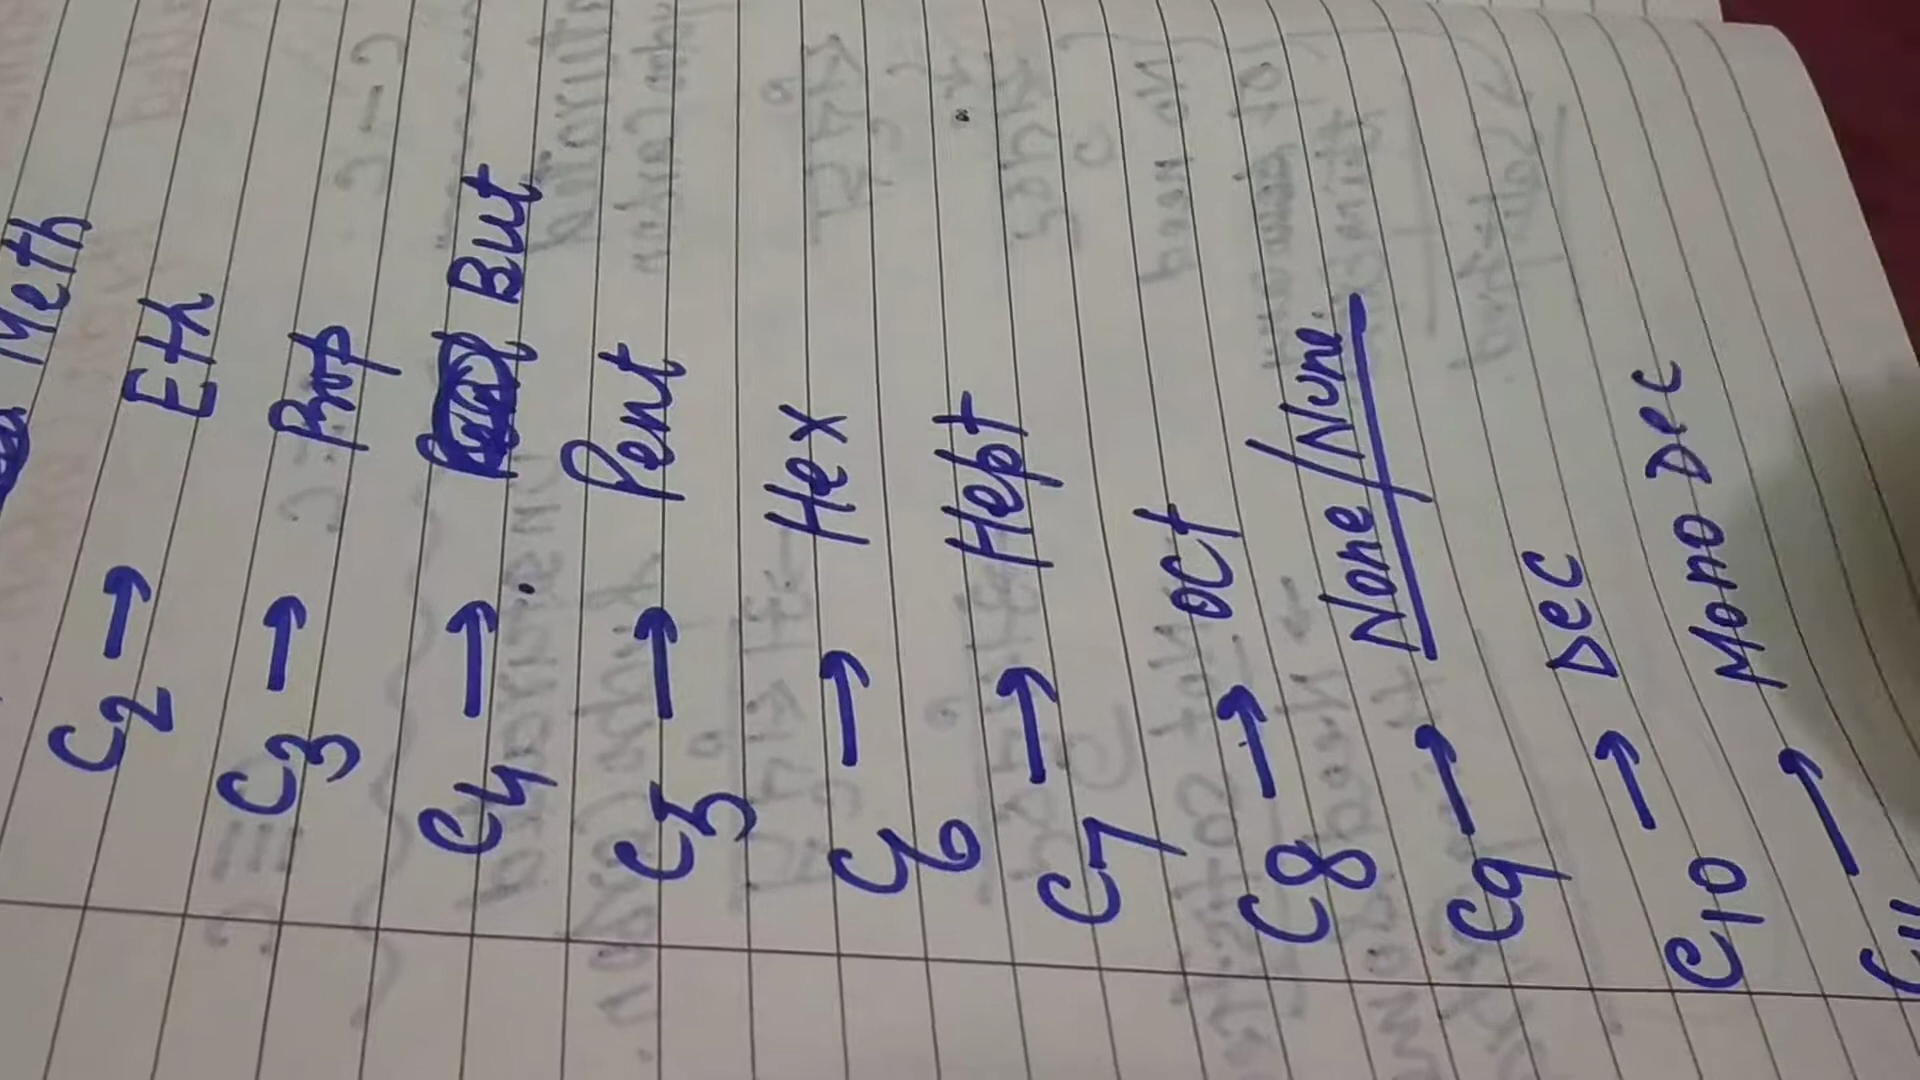 Meth
C2 → Eth
C3 → Prop
C4 → But
C5 → Pent
C6 → Hex
C7 → Hept
C8 → oct
C9 → None/Nune
C10 → Dec
C11 → Mono Dec